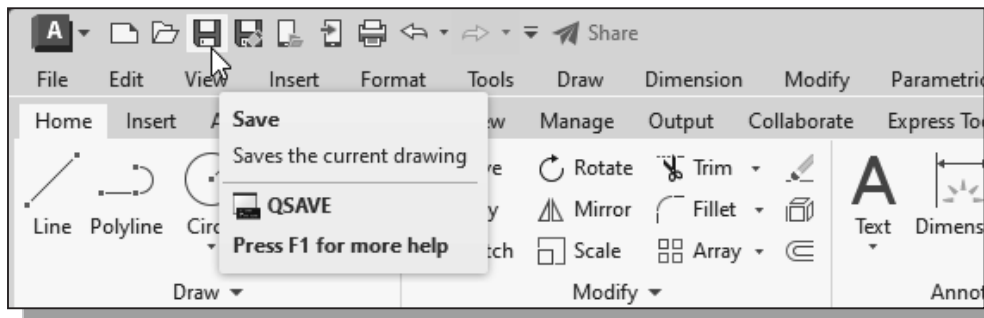 A Share
File Edit View Insert Format Tools Draw Dimension Modify
Home Insert Manage Output Collaborate
Save
Saves the current drawing
QSAVE
Press F1 for more help
Rotate Trim
Mirror Fillet
Scale Array
Line Polyline
A
Text
Draw Modify